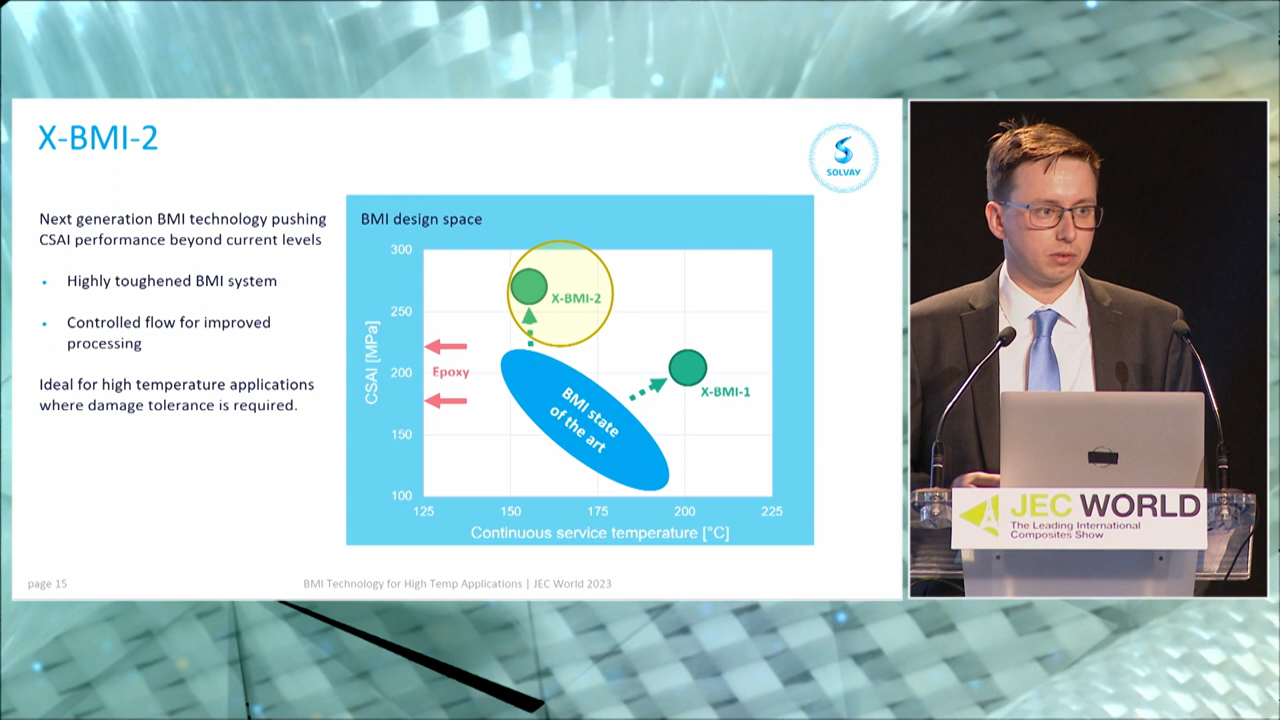 X-BMI-2
SOLVAY
Next generation BMI technology pushing
CSAI performance beyond current levels
• Highly toughened BMI system
• Controlled flow for improved
processing
Ideal for high temperature applications
where damage tolerance is required.
BMI design space
300
250
200
150
100
CSAI [MPa]
X-BMI-2
Epoxy
BMI state
of the art
X-BMI-1
125 150 175 200 225
Continuous service temperature [°C]
page 15
BMI Technology for High Temp Applications | JEC World 2023
JEC WORLD
The Leading International
Composites Show